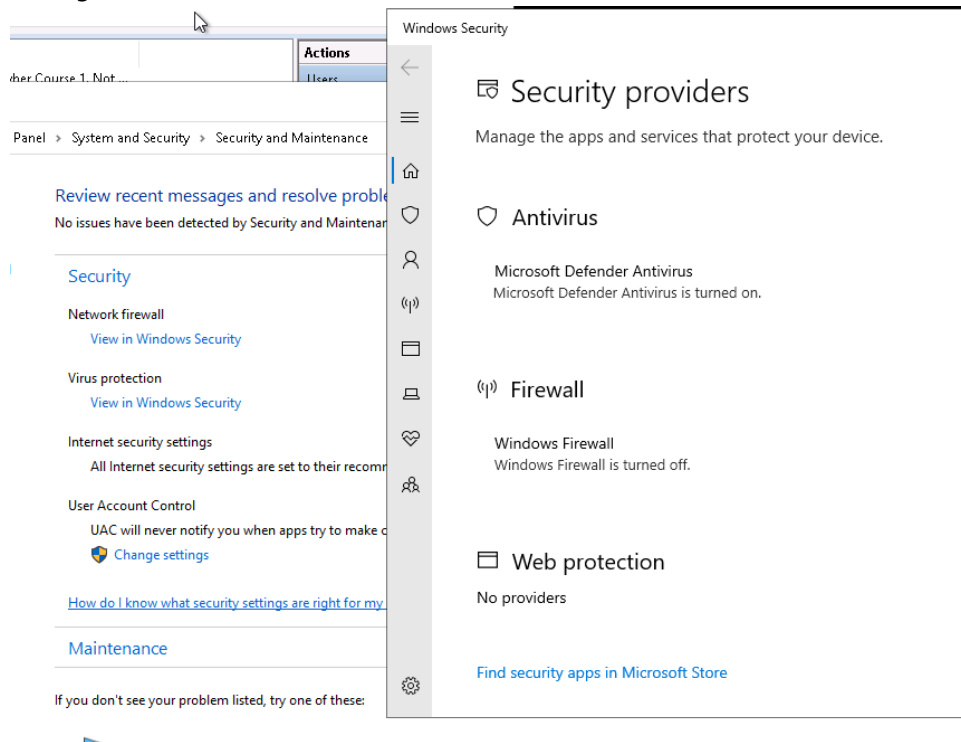 Actions
Users
Panel > System and Security > Security and Maintenance
Review recent messages and resolve
No issues have been detected by Security and
Security
Network firewall
View in Windows Security
Virus protection
View in Windows Security
Internet security settings
All Internet security settings are set to their
User Account Control
UAC will never notify you when apps try to make
Change settings
How do I know what security settings are right for my
Maintenance
If you don't see your problem listed, try one of these:
Windows Security
Security providers
Manage the apps and services that protect your device.
Antivirus
Microsoft Defender Antivirus
Microsoft Defender Antivirus is turned on.
Firewall
Windows Firewall
Windows Firewall is turned off.
Web protection
No providers
Find security apps in Microsoft Store